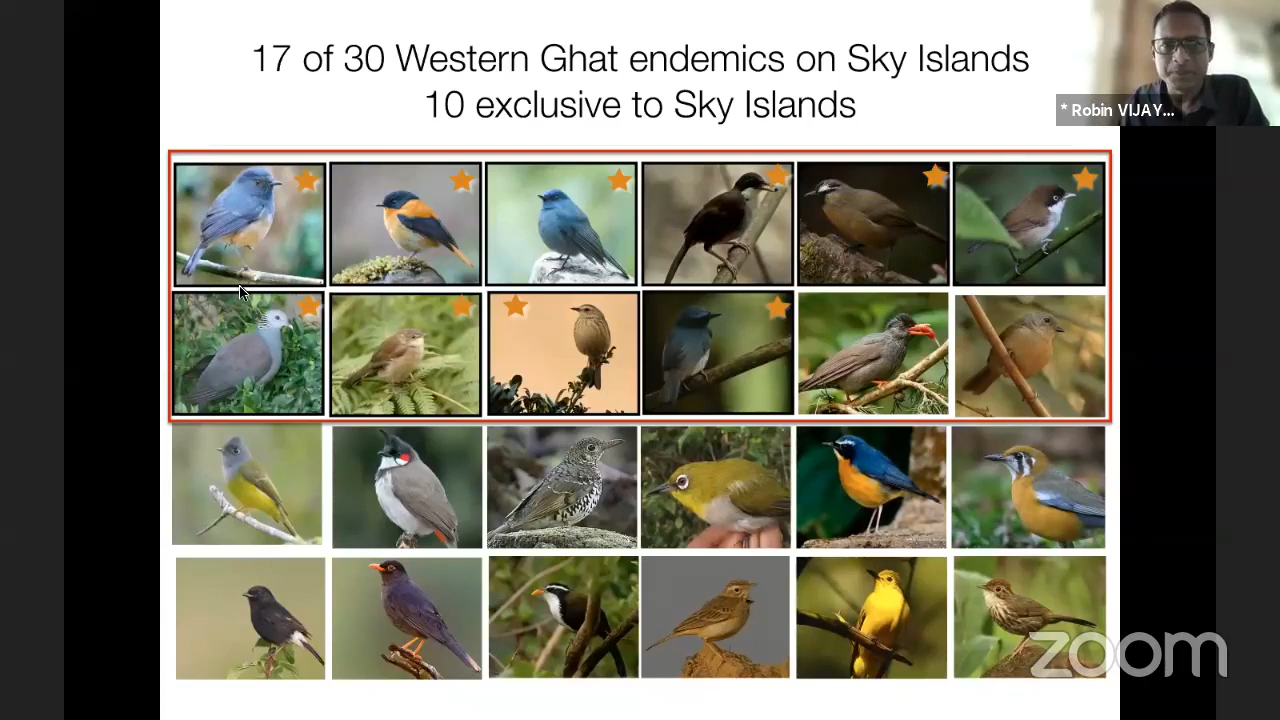 17 of 30 Western Ghat endemics on Sky Islands
10 exclusive to Sky Islands
* Robin VIJAY...
zoom